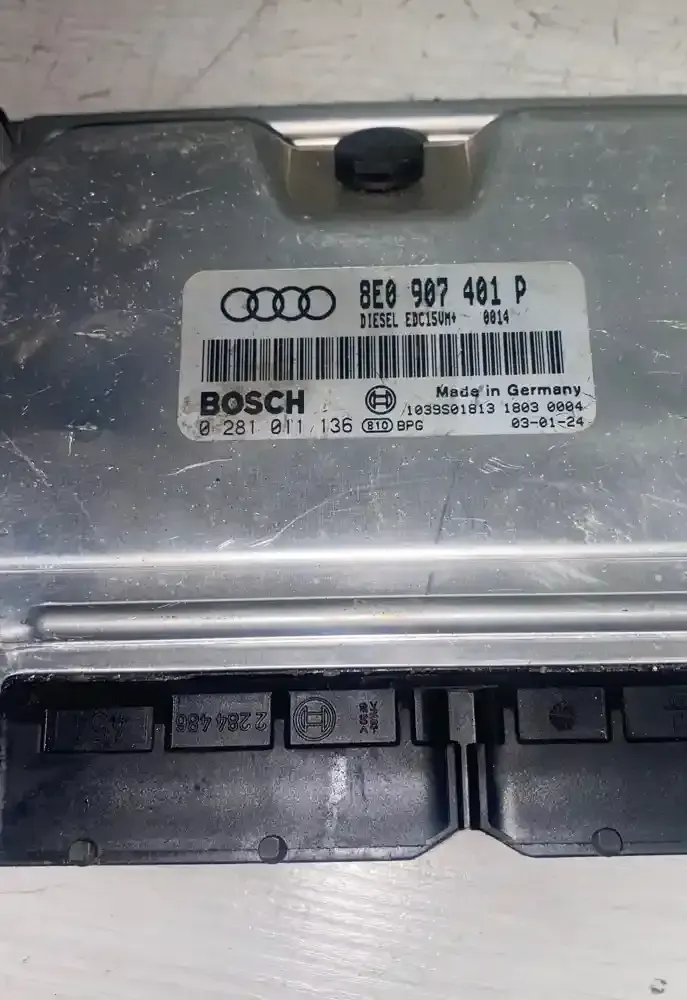 8E0 907 401 P
DIESEL EDC15VM+ 0014
BOSCH
Made in Germany
0 281 011 136 810 BPG
1039S01813 1803 0004
03-01-24
2 284 486